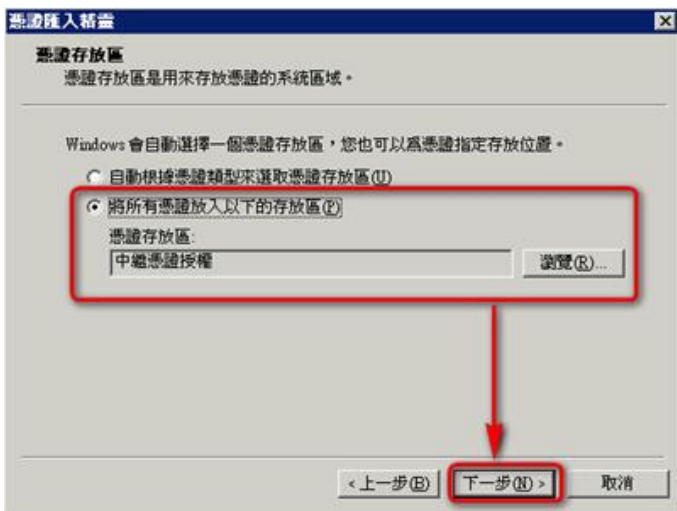 憑證匯入精靈
憑證存放區
憑證存放區是用來存放憑證的系統區域。
Windows 會自動選擇一個憑證存放區，您也可以為憑證指定存放位置。
自動根據憑證類型來選取憑證存放區(U)
將所有憑證放入以下的存放區(P)
憑證存放區:
中繼憑證授權
瀏覽(R)...
<上一步(B)
下一步(N) >
取消